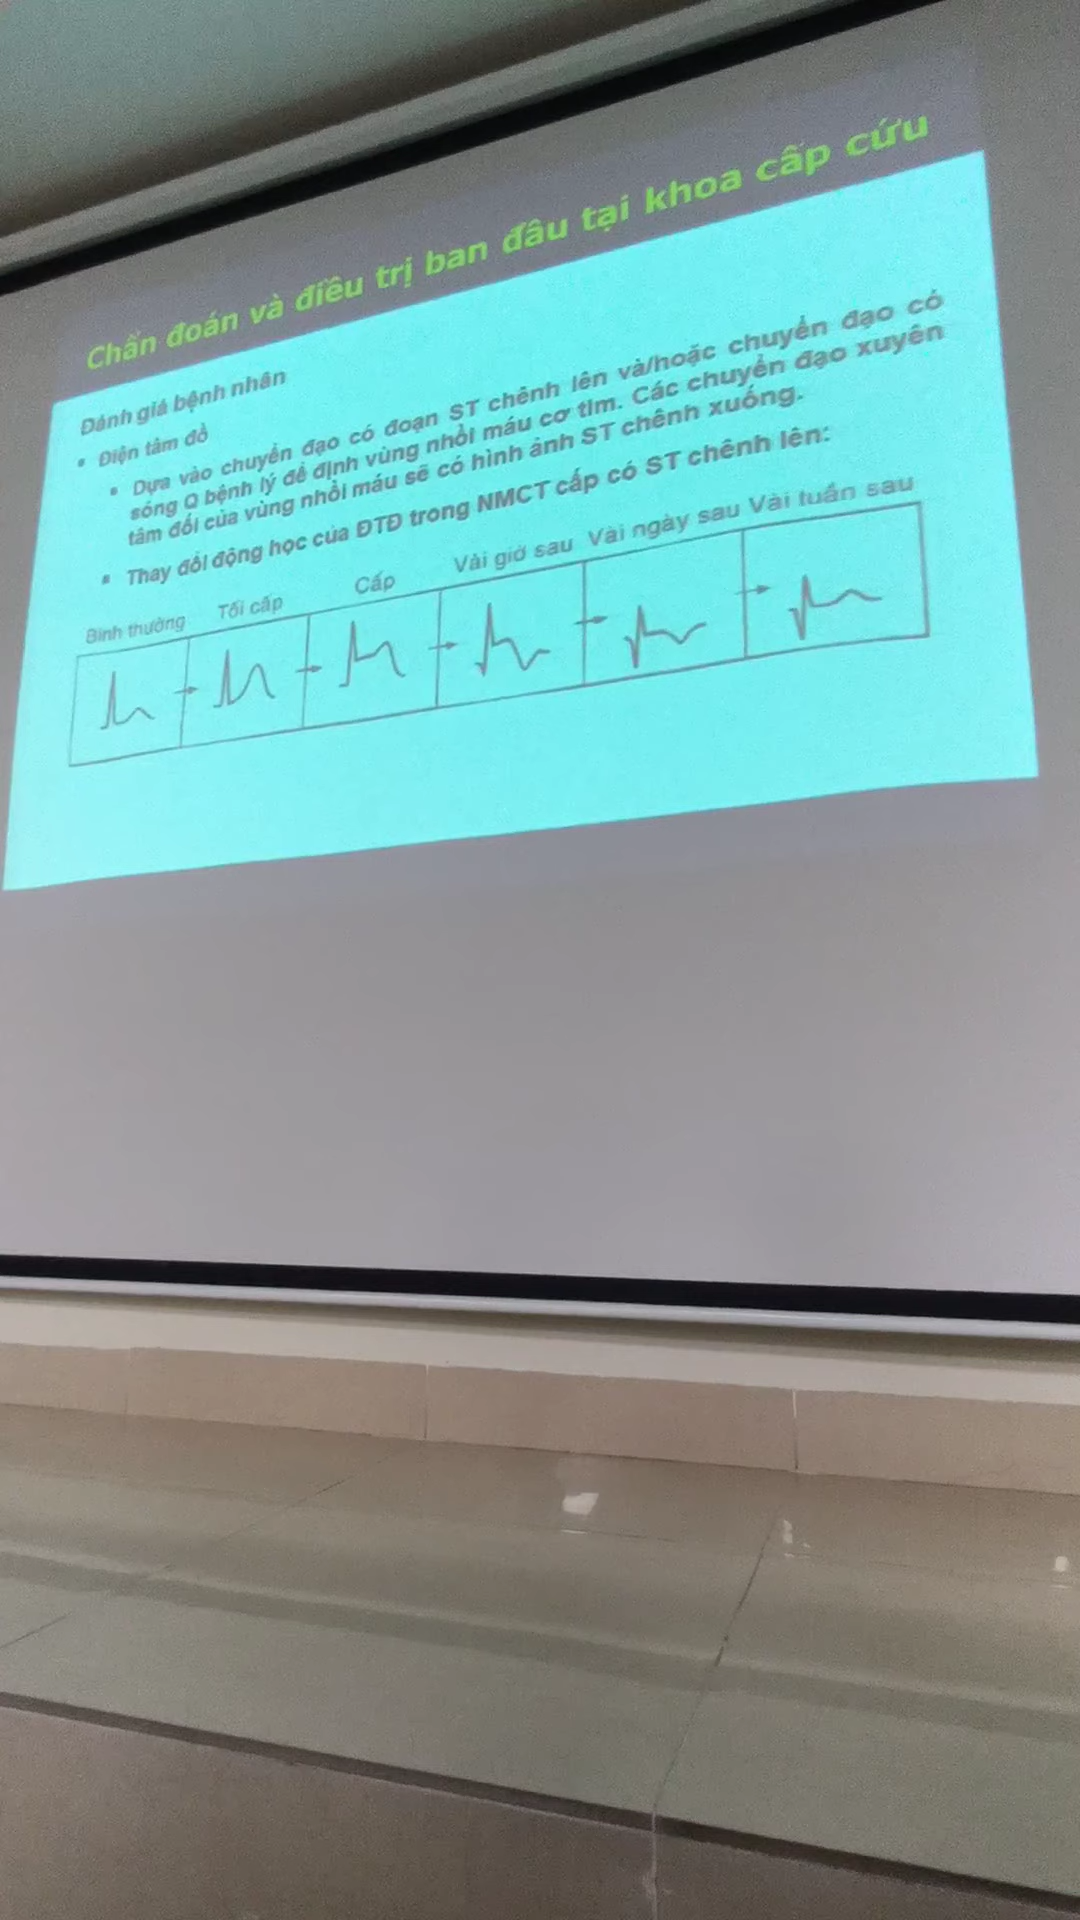 Chẩn đoán và điều trị ban đầu tại khoa cấp cứu
Đánh giá bệnh nhân
▪ Điện tâm đồ
▪ Dựa vào chuyển đạo có đoạn ST chênh lên và/hoặc chuyển đạo có
sóng Q bệnh lý để định vùng nhồi máu cơ tim. Các chuyển đạo xuyên
tâm đối của vùng nhồi máu sẽ có hình ảnh ST chênh xuống.
▪ Thay đổi động học của ĐTĐ trong NMCT cấp có ST chênh lên:
Bình thường Tối cấp Cấp Vài giờ sau Vài ngày sau Vài tuần sau